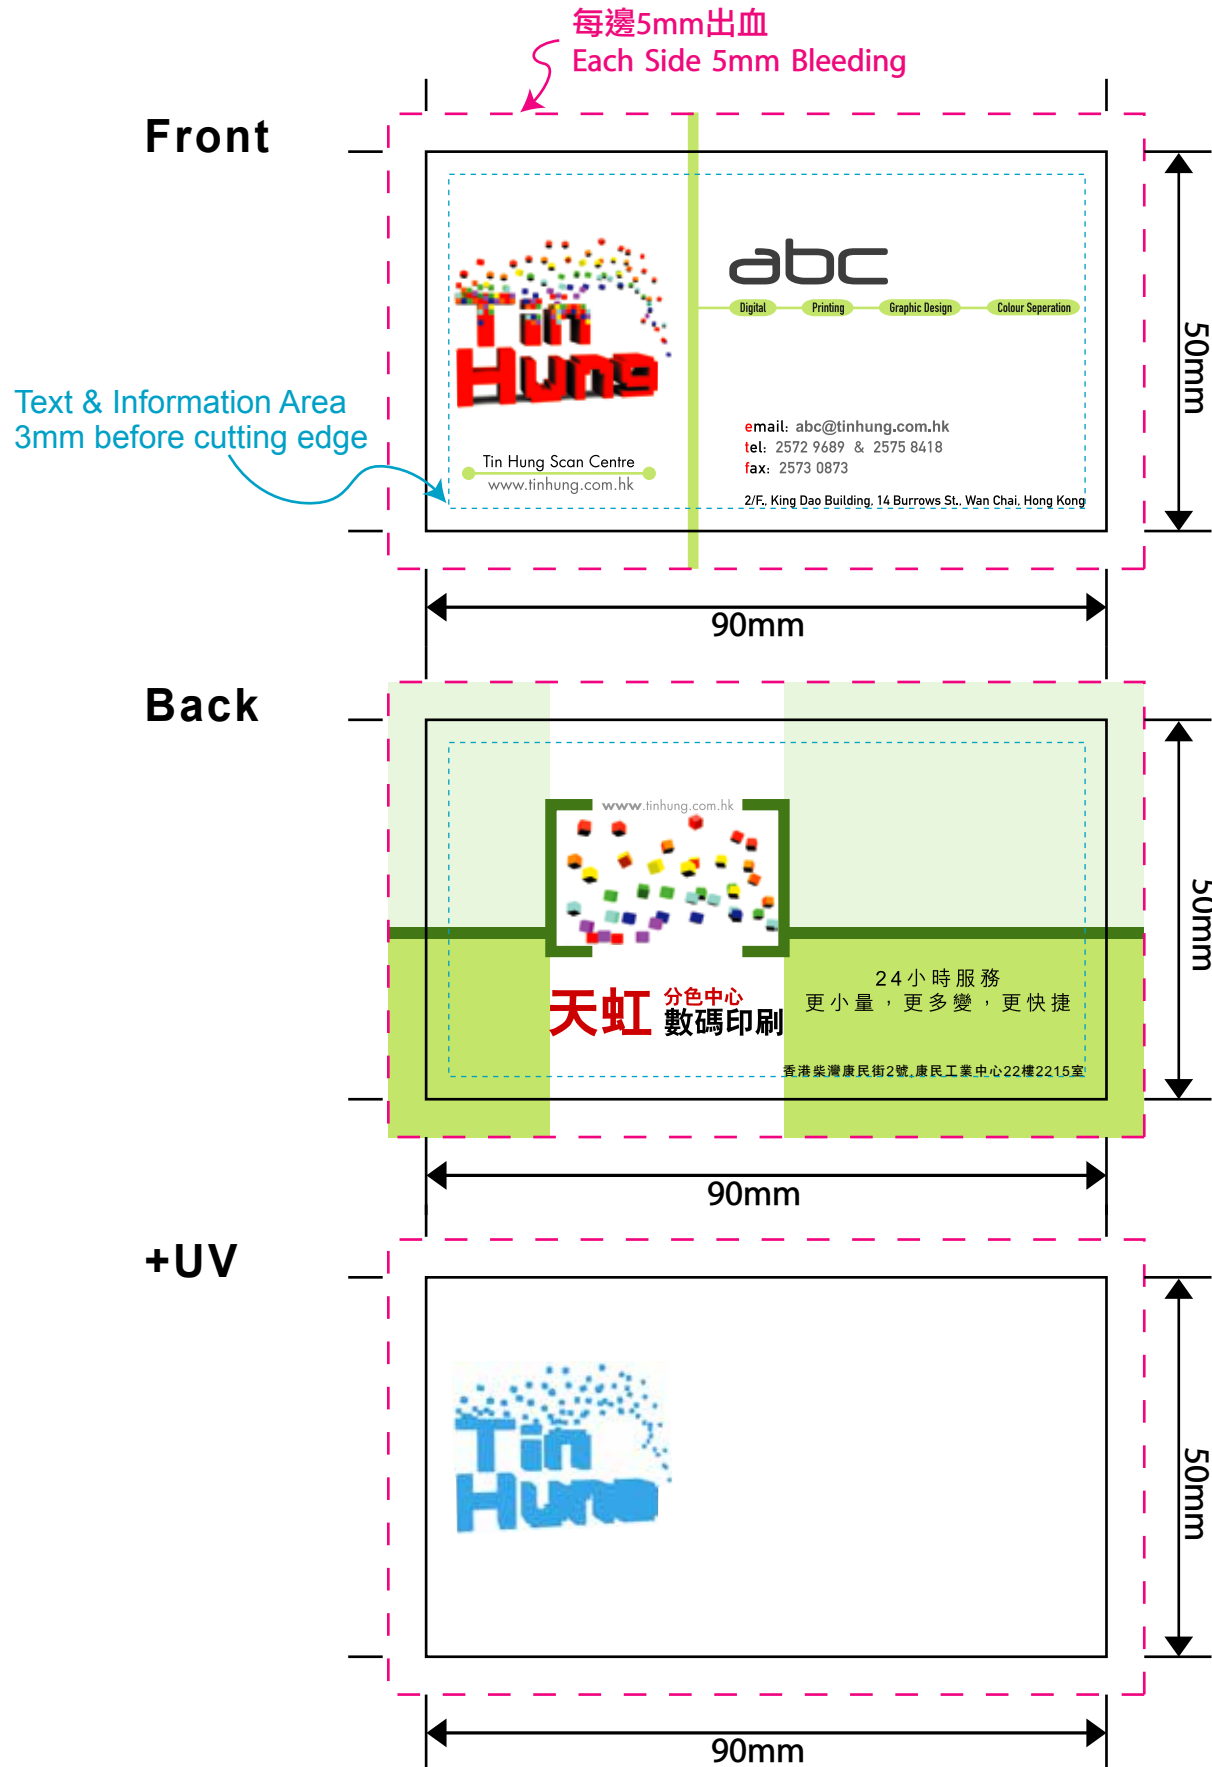 每邊5mm出血
Each Side 5mm Bleeding
Front
Tin
Hung
abc
Digital Printing Graphic Design Colour Seperation
50mm
Text & Information Area
3mm before cutting edge
email: abc@tinhung.com.hk
tel: 2572 9689 & 2575 8418
fax: 2573 0873
Tin Hung Scan Centre
www.tinhung.com.hk
2/F., King Dao Building, 14 Burrows St., Wan Chai, Hong Kong
90mm
Back
www.tinhung.com.hk
50mm
24小時服務
更小量，更多變，更快捷
天虹 分色中心
數碼印刷
香港柴灣康民街2號,康民工業中心22樓2215室
90mm
+UV
Tin
Hung
50mm
90mm